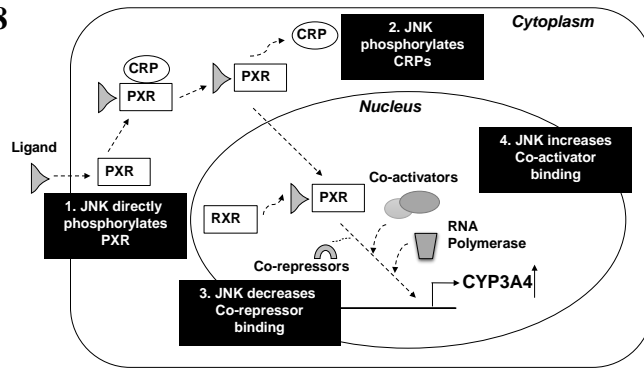 B
Cytoplasm
CRP
2. JNK
phosphorylates
CRPs
CRP
PXR
PXR
Nucleus
Ligand
PXR
4. JNK increases
Co-activator
binding
1. JNK directly
phosphorylates
PXR
Co-activators
RXR
PXR
RNA
Polymerase
Co-repressors
3. JNK decreases
Co-repressor
binding
CYP3A4